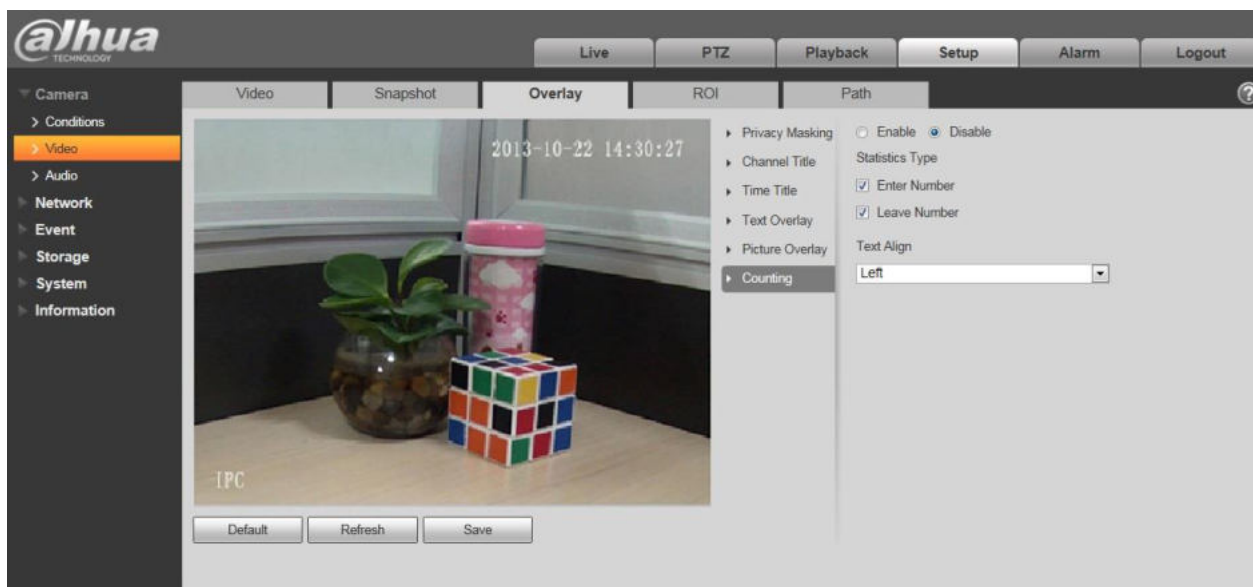 alhua
TECHNOLOGY
Live PTZ Playback Setup Alarm Logout
Camera
Conditions
Video
Audio
Network
Event
Storage
System
Information
Video Snapshot Overlay ROI Path
?
2013-10-22 14:30:27
IPC
Privacy Masking
Channel Title
Time Title
Text Overlay
Picture Overlay
Counting
Enable Disable
Statistics Type
Enter Number
Leave Number
Text Align
Left
Default Refresh Save